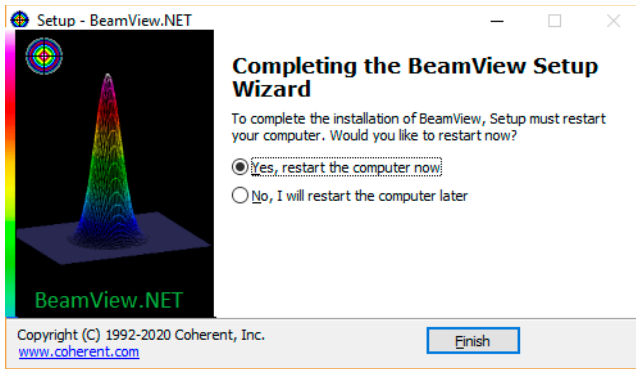 Setup - BeamView.NET
Completing the BeamView Setup
Wizard
To complete the installation of BeamView, Setup must restart
your computer. Would you like to restart now?
Yes, restart the computer now
No, I will restart the computer later
BeamView.NET
Copyright (C) 1992-2020 Coherent, Inc.
www.coherent.com
Finish